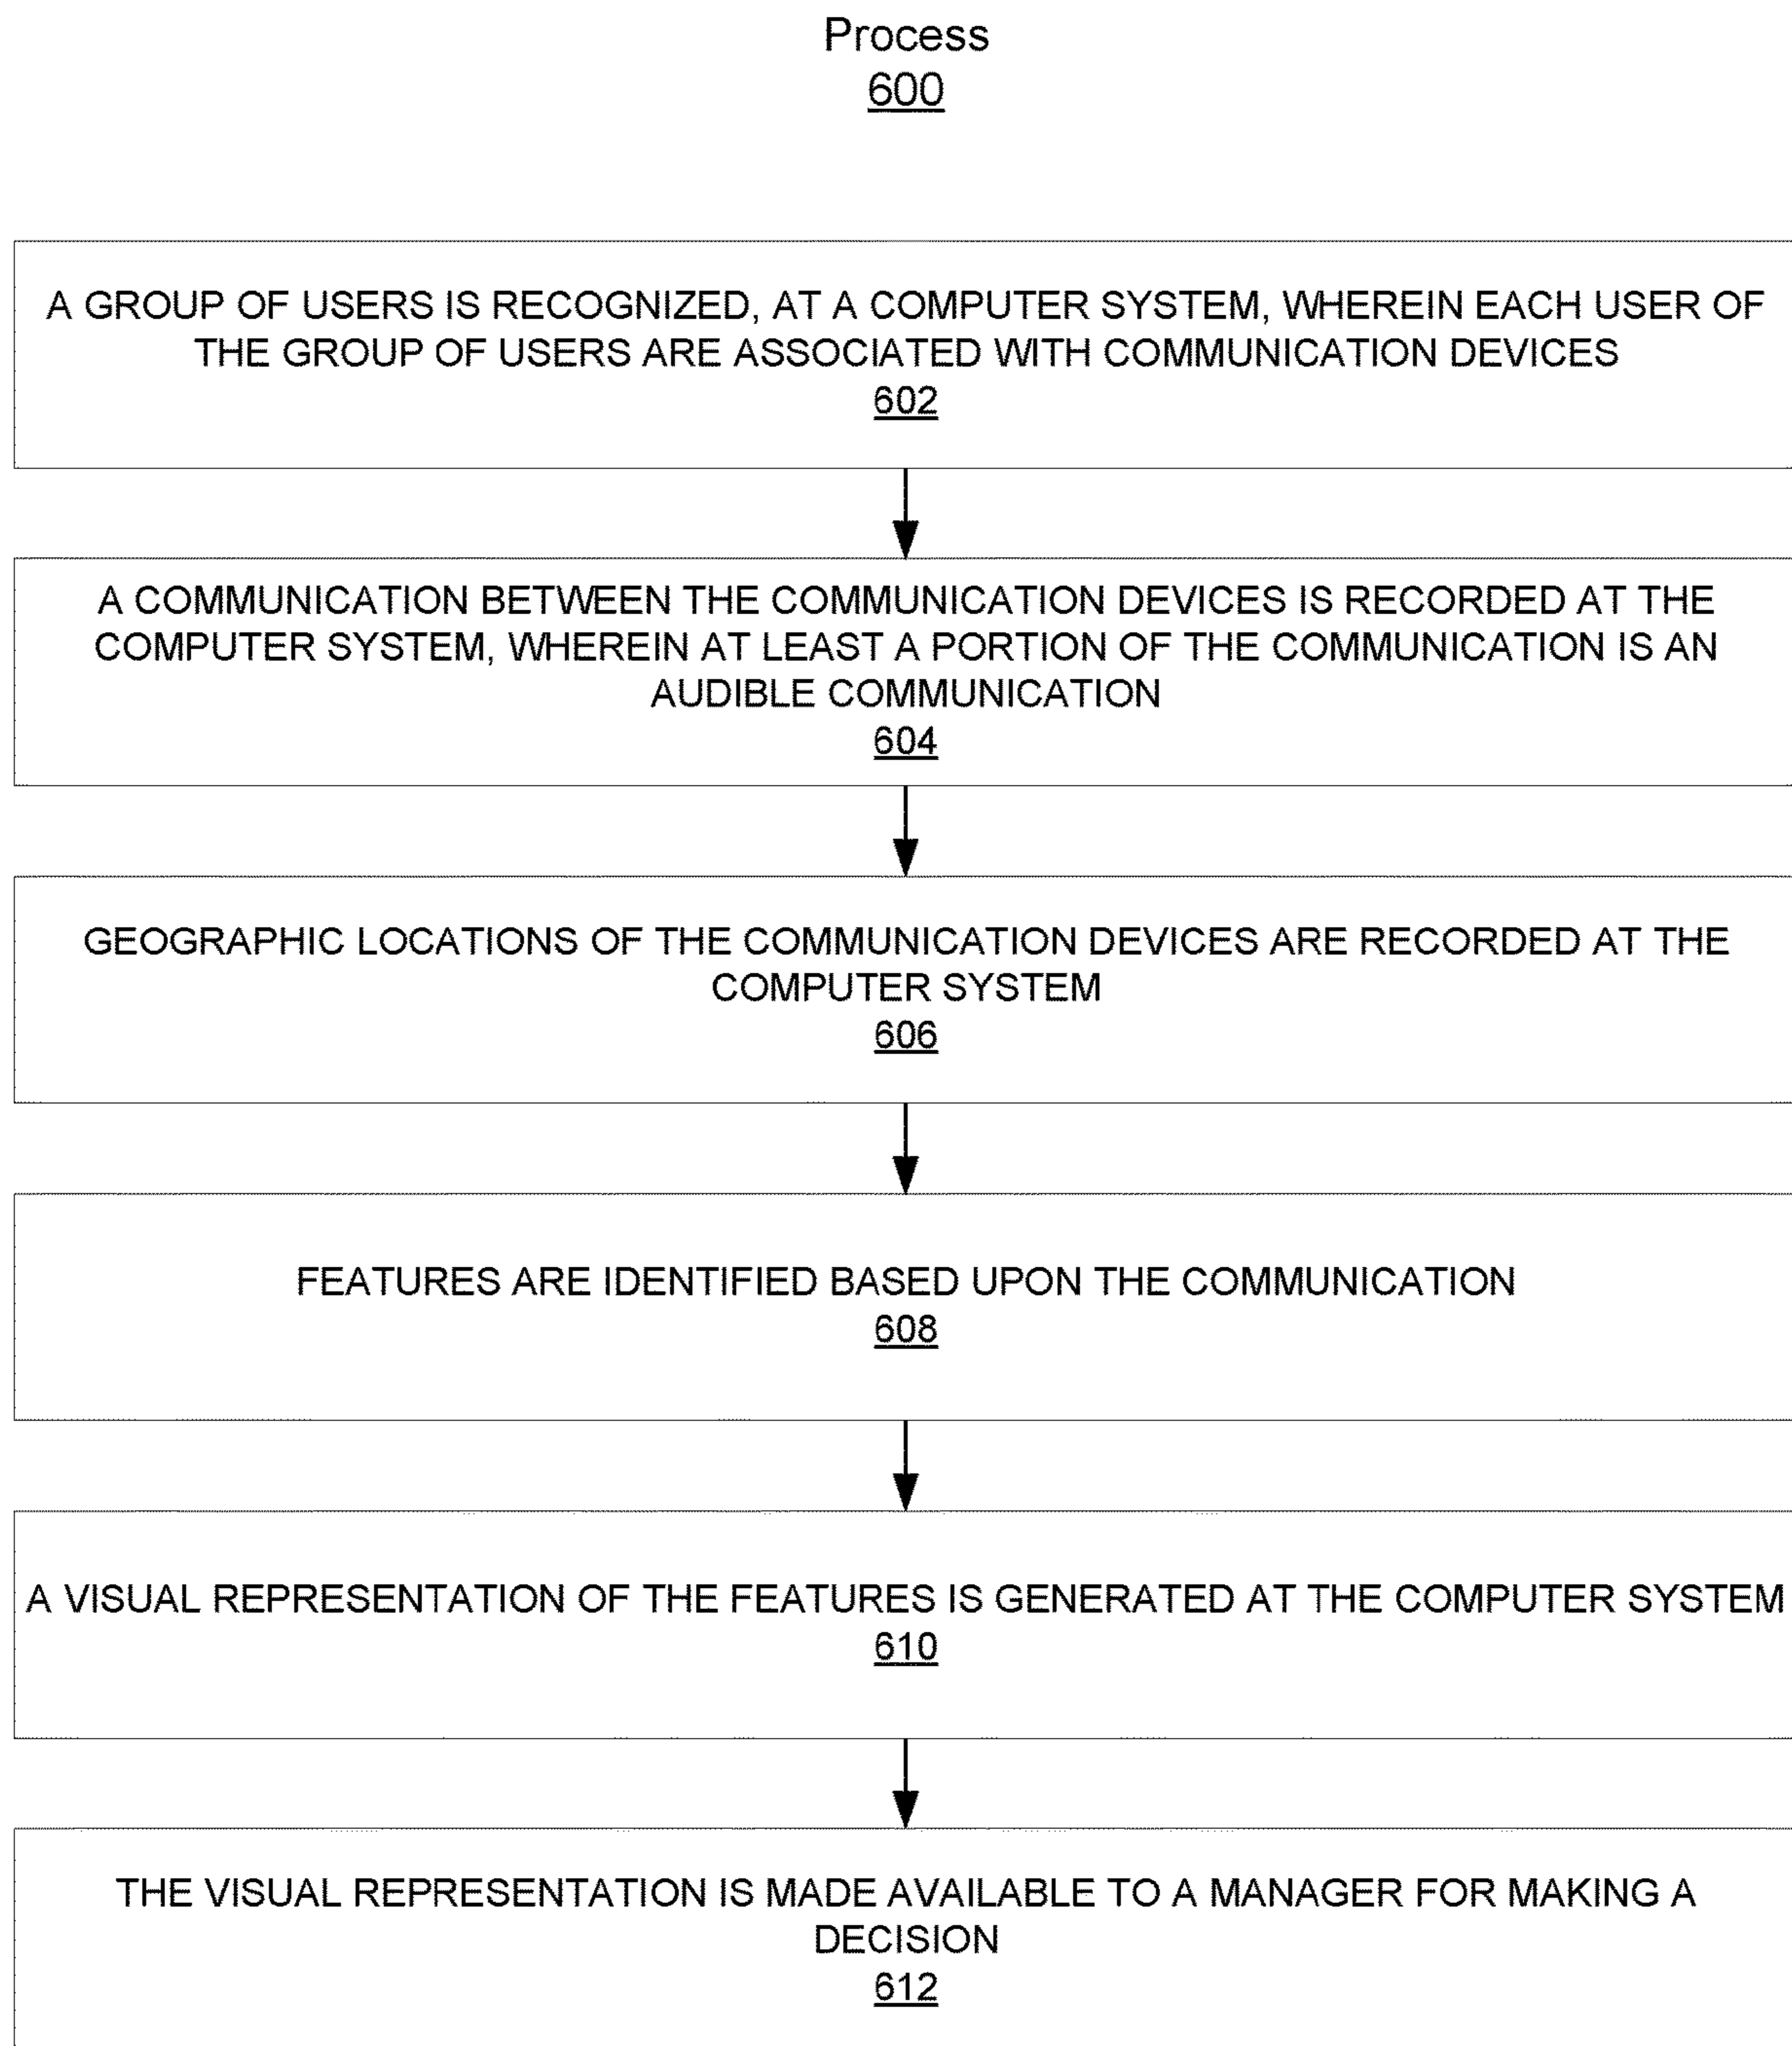 Process
600
A GROUP OF USERS IS RECOGNIZED, AT A COMPUTER SYSTEM, WHEREIN EACH USER OF
THE GROUP OF USERS ARE ASSOCIATED WITH COMMUNICATION DEVICES
602
A COMMUNICATION BETWEEN THE COMMUNICATION DEVICES IS RECORDED AT THE
COMPUTER SYSTEM, WHEREIN AT LEAST A PORTION OF THE COMMUNICATION IS AN
AUDIBLE COMMUNICATION
604
GEOGRAPHIC LOCATIONS OF THE COMMUNICATION DEVICES ARE RECORDED AT THE
COMPUTER SYSTEM
606
FEATURES ARE IDENTIFIED BASED UPON THE COMMUNICATION
608
A VISUAL REPRESENTATION OF THE FEATURES IS GENERATED AT THE COMPUTER SYSTEM
610
THE VISUAL REPRESENTATION IS MADE AVAILABLE TO A MANAGER FOR MAKING A
DECISION
612